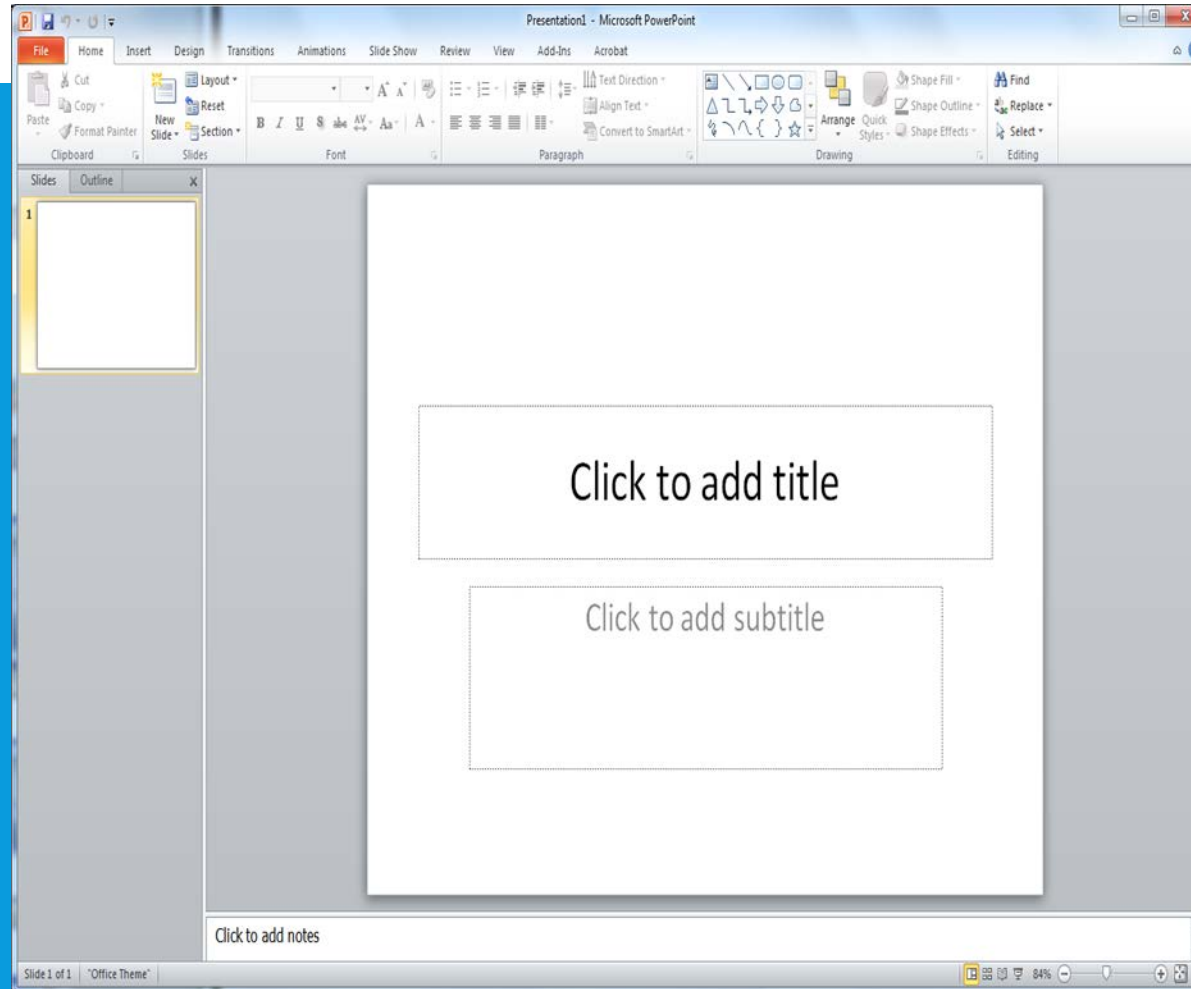 Presentation1 - Microsoft PowerPoint
File Home Insert Design Transitions Animations Slide Show Review View Add-Ins Acrobat
Paste
Cut
Copy
Format Painter
Clipboard
New Slide
Layout
Reset
Section
Slides
B I U S abc AV Aa A
A A
Font
Text Direction
Align Text
Convert to SmartArt
Paragraph
Arrange
Quick Styles
Shape Fill
Shape Outline
Shape Effects
Drawing
Find
Replace
Select
Editing
Slides Outline X
1
Click to add title
Click to add subtitle
Click to add notes
Slide 1 of 1 "Office Theme" 84%